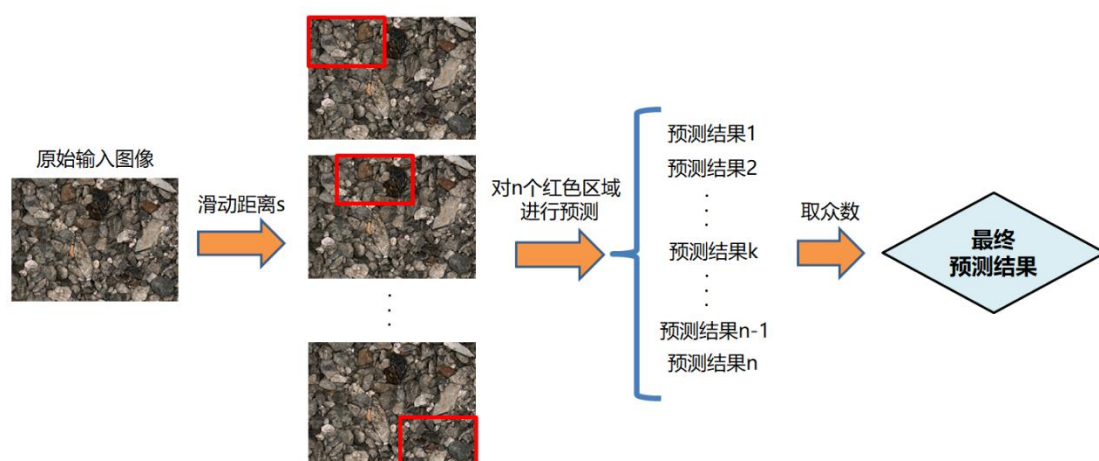 原始输入图像
滑动距离s
.
.
.
对n个红色区域
进行预测
预测结果1
预测结果2
.
.
.
预测结果k
.
.
.
预测结果n-1
预测结果n
取众数
最终
预测结果